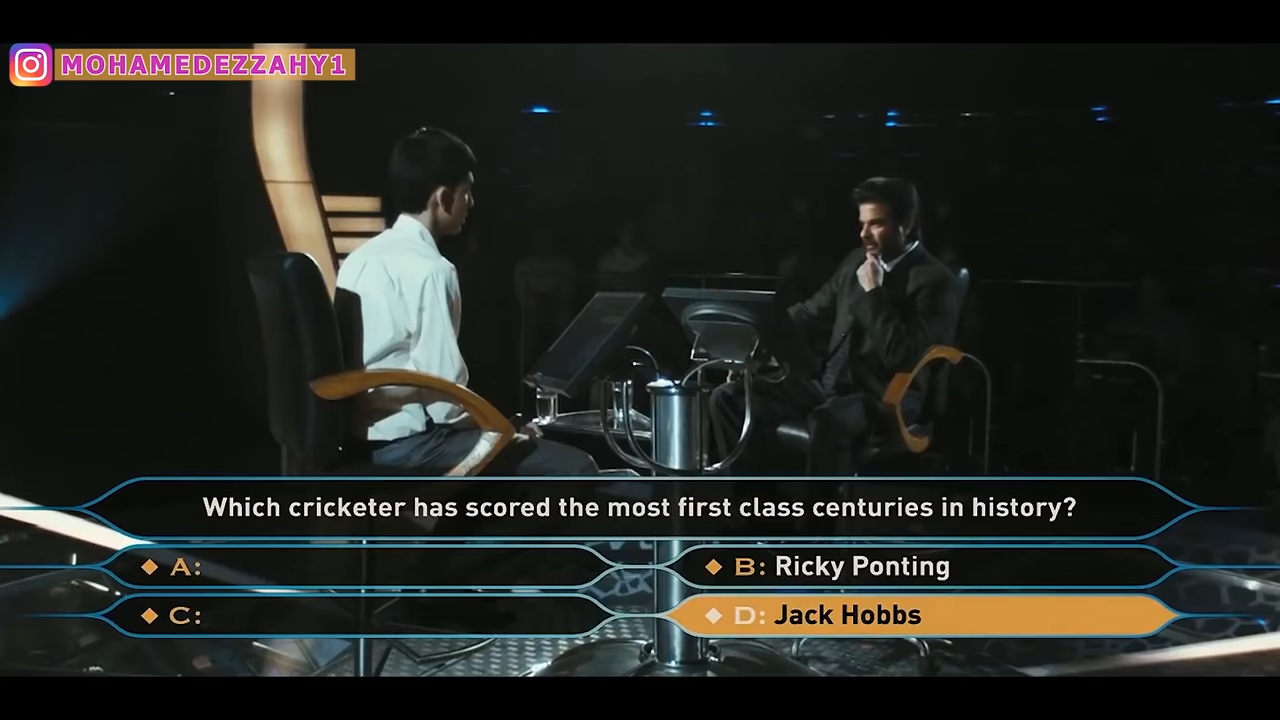 MOHAMEDEZZAHY1
Which cricketer has scored the most first class centuries in history?
A:
B: Ricky Ponting
C:
D: Jack Hobbs